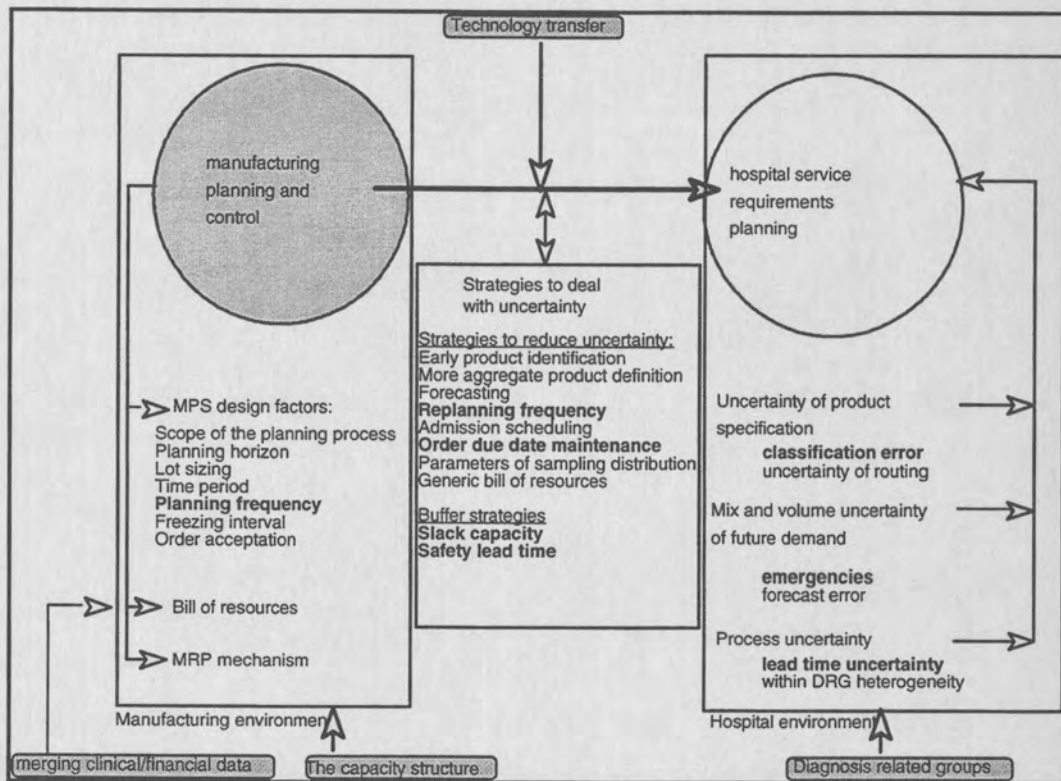 Technology transfer
manufacturing
planning and
control
MPS design factors:
Scope of the planning process
Planning horizon
Lot sizing
Time period
Planning frequency
Freezing interval
Order acceptation
Bill of resources
MRP mechanism
Manufacturing environment
Strategies to deal
with uncertainty
Strategies to reduce uncertainty:
Early product identification
More aggregate product definition
Forecasting
Replanning frequency
Admission scheduling
Order due date maintenance
Parameters of sampling distribution
Generic bill of resources
Buffer strategies
Slack capacity
Safety lead time
hospital service
requirements
planning
Uncertainty of product
specification
classification error
uncertainty of routing
Mix and volume uncertainty
of future demand
emergencies
forecast error
Process uncertainty
lead time uncertainty
within DRG heterogeneity
Hospital environment
merging clinical/financial data
The capacity structure
Diagnosis related groups